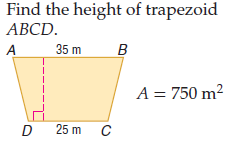 Find the height of trapezoid
ABCD.
A 35 m B
A = 750 m²
D 25 m C